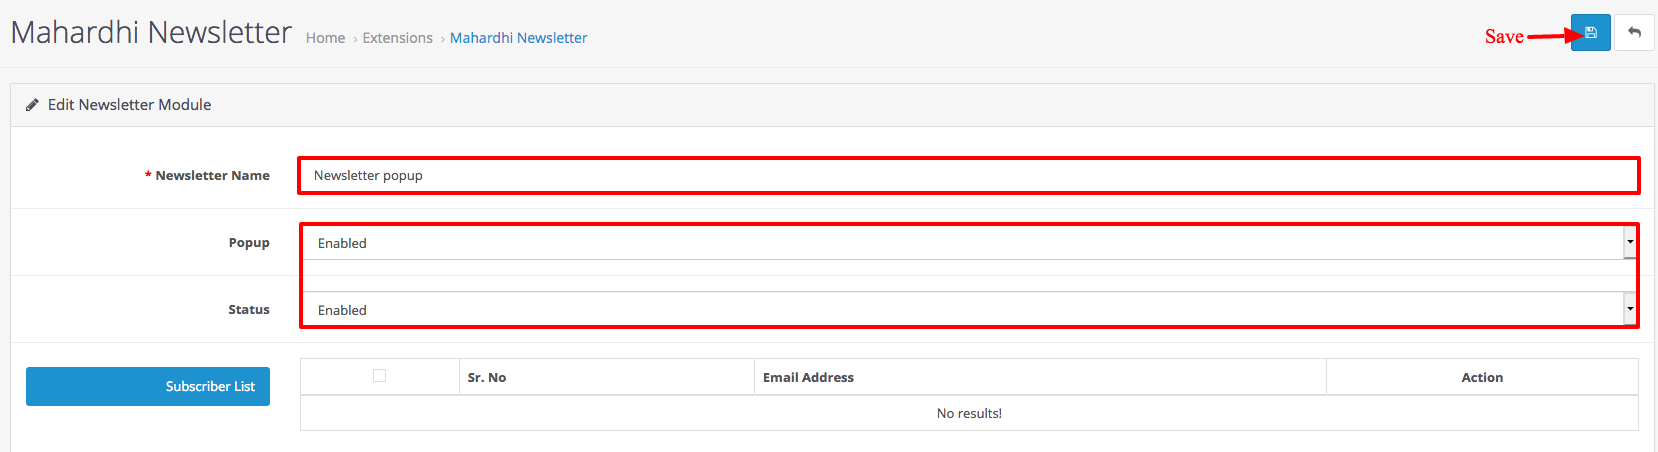 Mahardhi Newsletter Home › Extensions › Mahardhi Newsletter Save
Edit Newsletter Module
* Newsletter Name Newsletter popup
Popup Enabled
Status Enabled
Subscriber List Sr. No Email Address Action
No results!